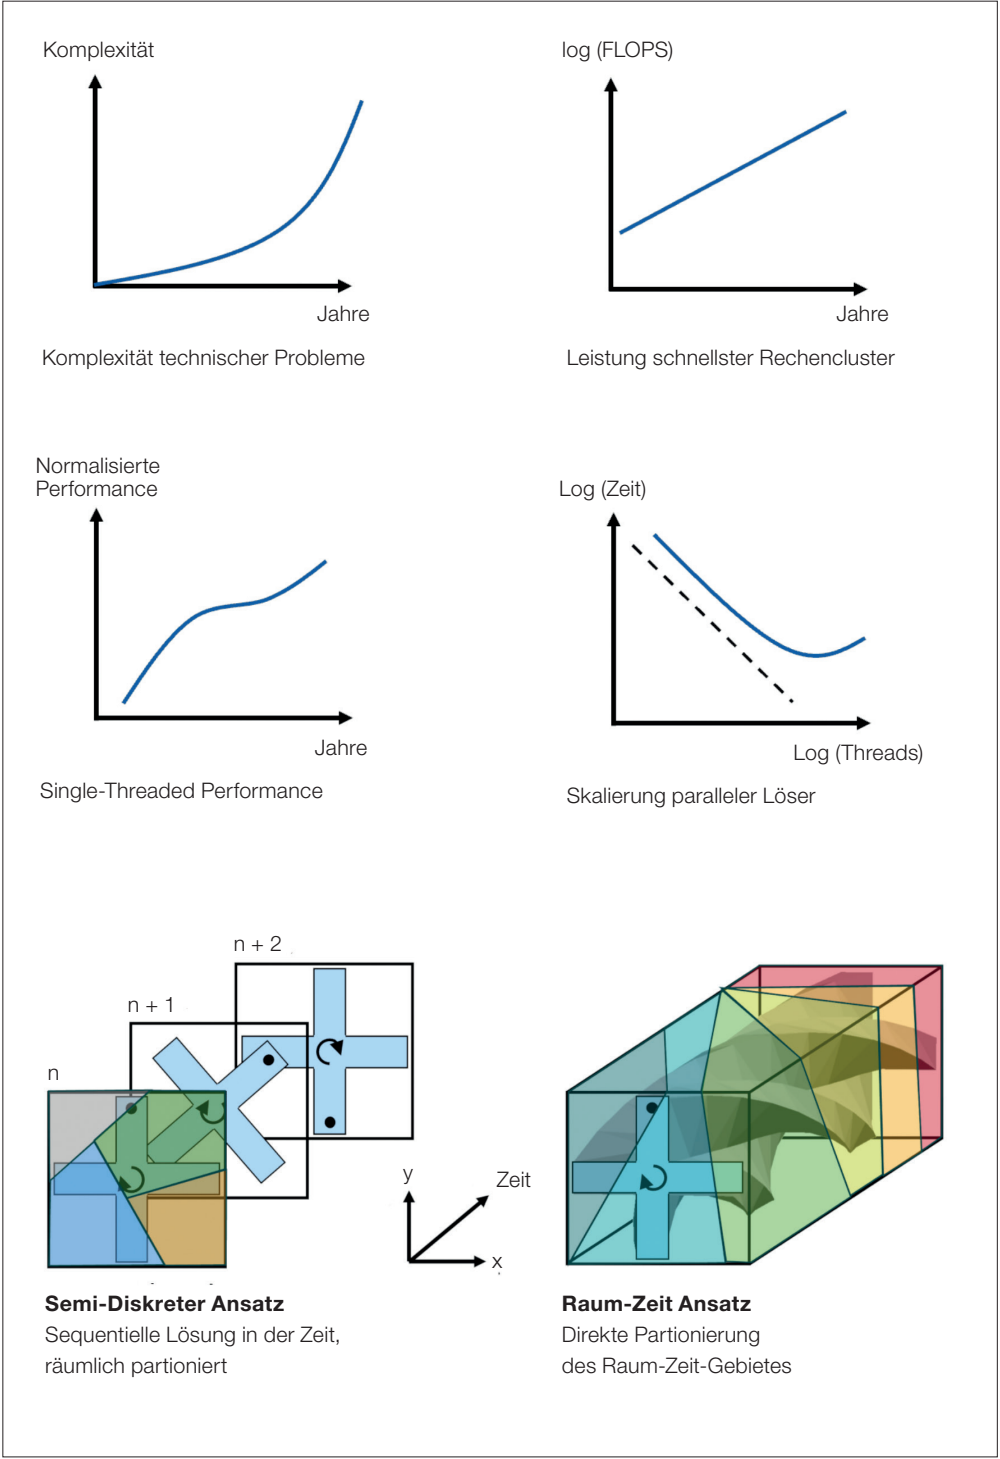 Komplexität
log (FLOPS)
Jahre
Jahre
Komplexität technischer Probleme
Leistung schnellster Rechencluster
Normalisierte
Performance
Log (Zeit)
Jahre
Log (Threads)
Single-Threaded Performance
Skalierung paralleler Löser
n + 2
n + 1
n
y
Zeit
x
Semi-Diskreter Ansatz
Sequentielle Lösung in der Zeit,
räumlich partioniert
Raum-Zeit Ansatz
Direkte Partionierung
des Raum-Zeit-Gebietes